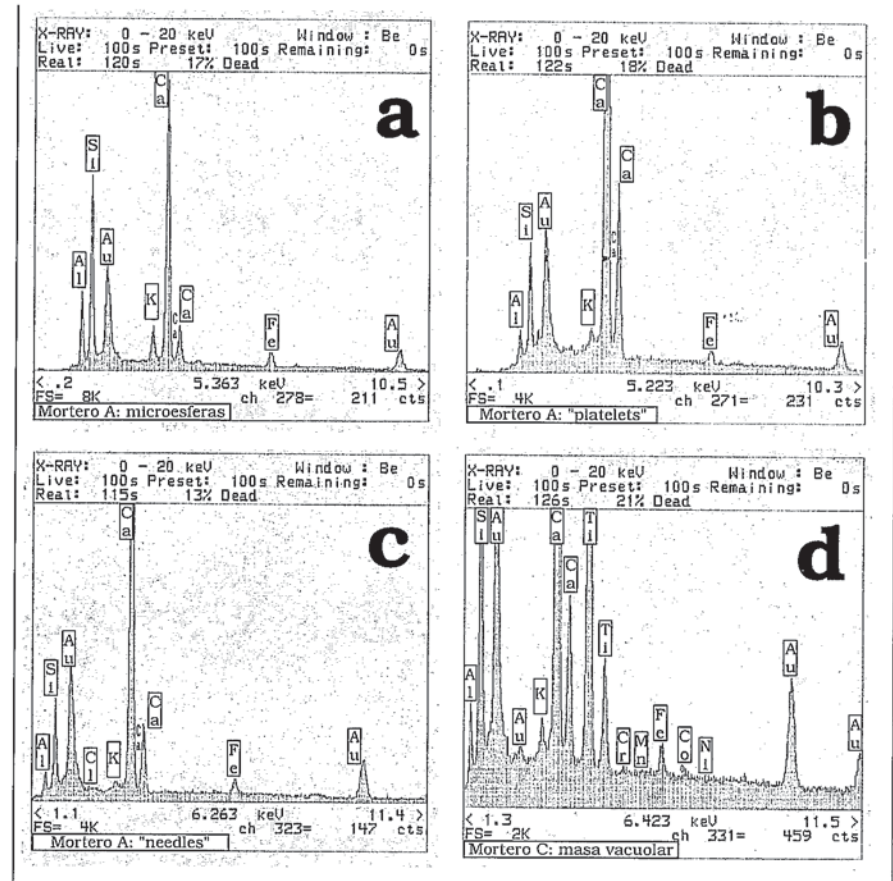 X-RAY: 0 - 20 keV Window : Be
Live: 100s Preset: 100s Remaining: 0s
Real: 120s 17% Dead
a
Ca
Si
Au
Al
K
Ca
Ca
Fe
Au
< .2 5.363 keV 10.5 >
FS= 8K ch 278= 211 cts
Mortero A: microesferas
X-RAY: 0 - 20 keV Window : Be
Live: 100s Preset: 100s Remaining: 0s
Real: 122s 18% Dead
b
Ca
Ca
Si
Au
Ca
Al
K
Fe
Au
< .1 5.223 keV 10.3 >
FS= 4K ch 271= 231 cts
Mortero A: "platelets"
X-RAY: 0 - 20 keV Window : Be
Live: 100s Preset: 100s Remaining: 0s
Real: 115s 13% Dead
c
Ca
Au
Si
Ca
Ca
Al
Cl
K
Fe
Au
< 1.1 6.263 keV 11.4 >
FS= 4K ch 323= 147 cts
Mortero A: "needles"
X-RAY: 0 - 20 keV Window : Be
Live: 100s Preset: 100s Remaining: 0s
Real: 126s 21% Dead
d
Si
Au
Ca
Ti
Ca
Ti
Al
K
Au
Cr
Mn
Fe
Co
Ni
Au
Au
< 1.3 6.423 keV 11.5 >
FS= 2K ch 331= 459 cts
Mortero C: masa vacuolar